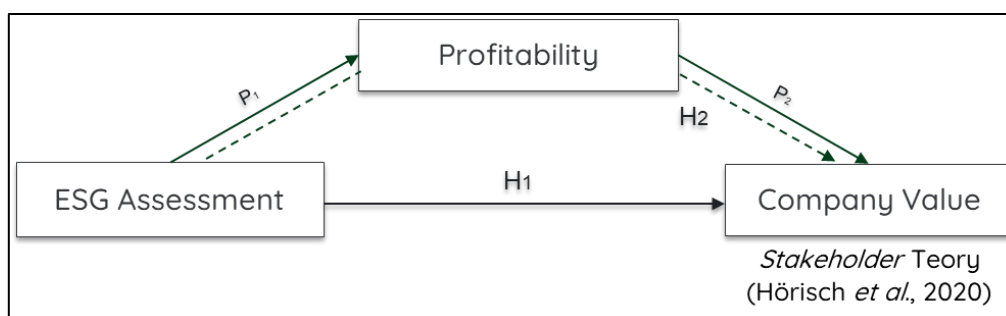 Profitability
P₁
P₂
H2
ESG Assessment
H1
Company Value
Stakeholder Teory
(Hörisch et al., 2020)